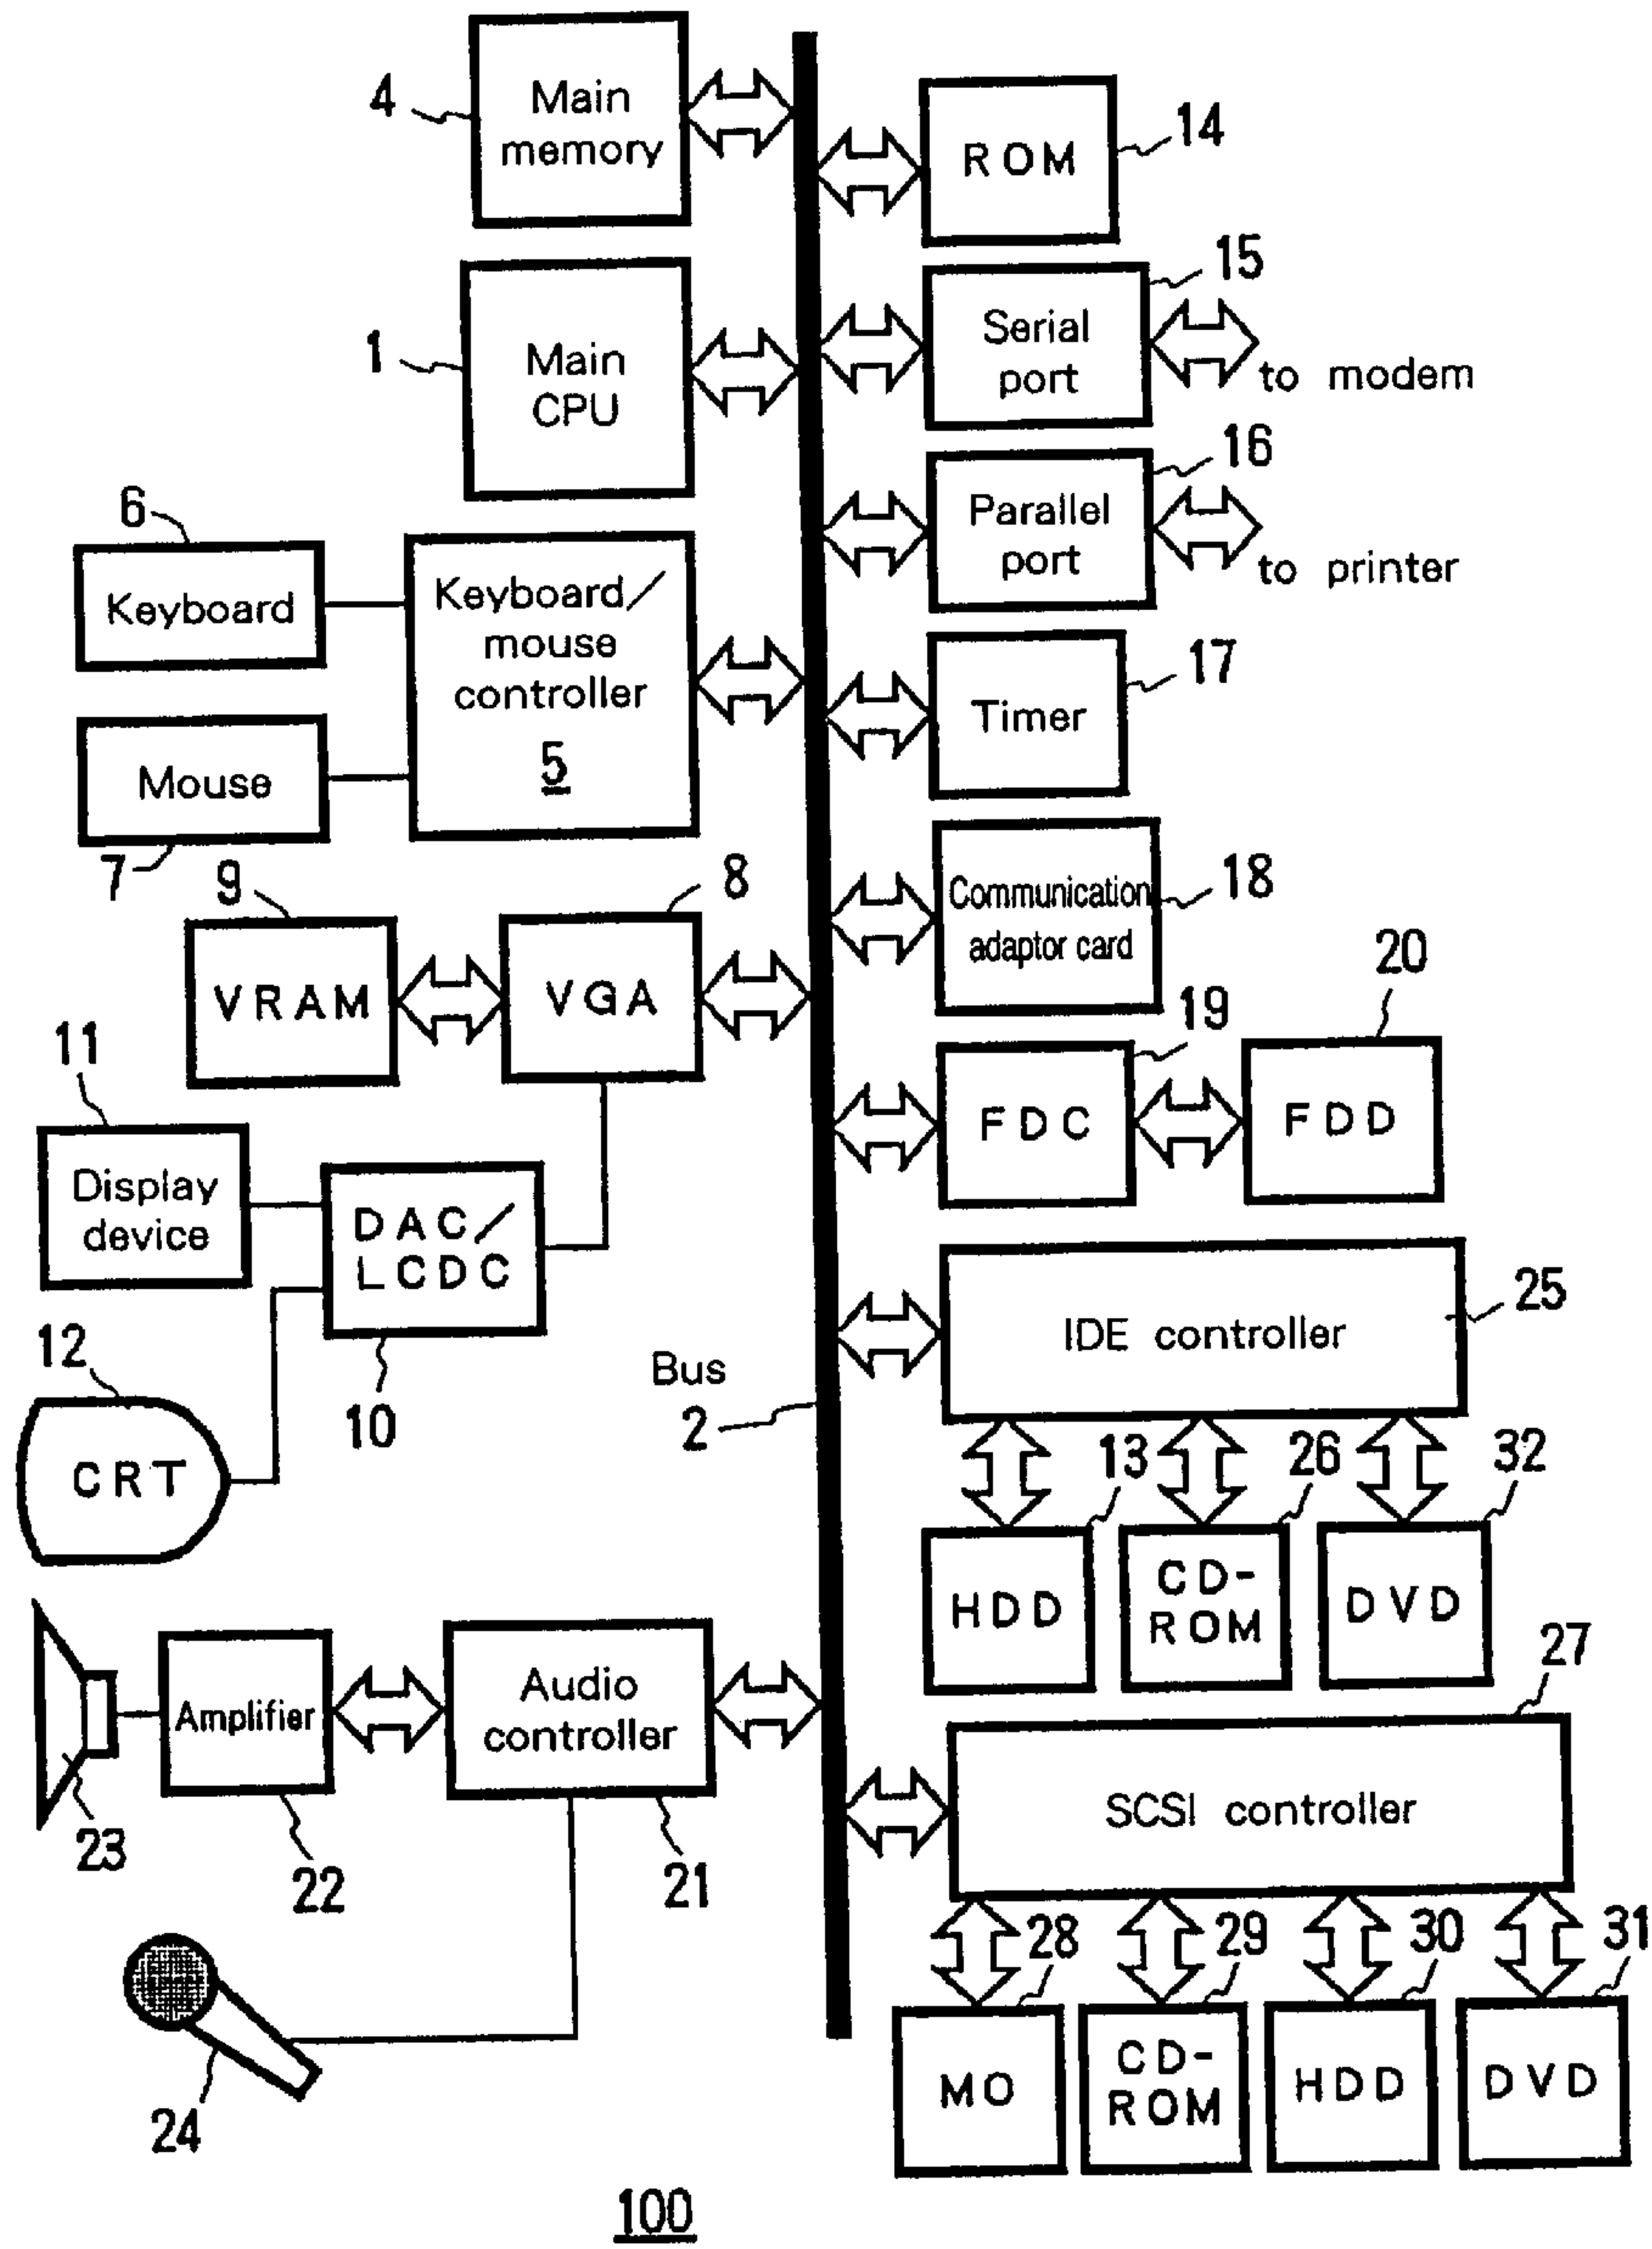 4
Main
memory
14
ROM
1
Main
CPU
15
Serial
port
to modem
16
Parallel
port
to printer
6
Keyboard
Keyboard/
mouse
controller
5
Mouse
7
17
Timer
18
Communication
adaptor card
9
VRAM
8
VGA
19
FDC
20
FDD
11
Display
device
DAC/
LCDC
10
12
CRT
Bus
2
25
IDE controller
13
HDD
26
CD-
ROM
32
DVD
23
Amplifier
22
Audio
controller
21
24
27
SCSI controller
28
MO
29
CD-
ROM
30
HDD
31
DVD
100